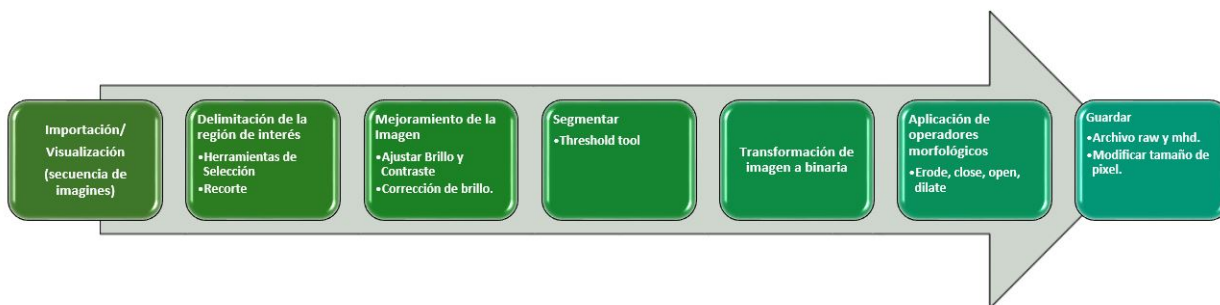 Importación/
Visualización
(secuencia de
imagines)
Delimitación de la
región de interés
•Herramientas de
Selección
•Recorte
Mejoramiento de la
Imagen
•Ajustar Brillo y
Contraste
•Corrección de brillo.
Segmentar
•Threshold tool
Transformación de
imagen a binaria
Aplicación de
operadores
morfológicos
•Erode, close, open,
dilate
Guardar
•Archivo raw y mhd.
•Modificar tamaño de
pixel.